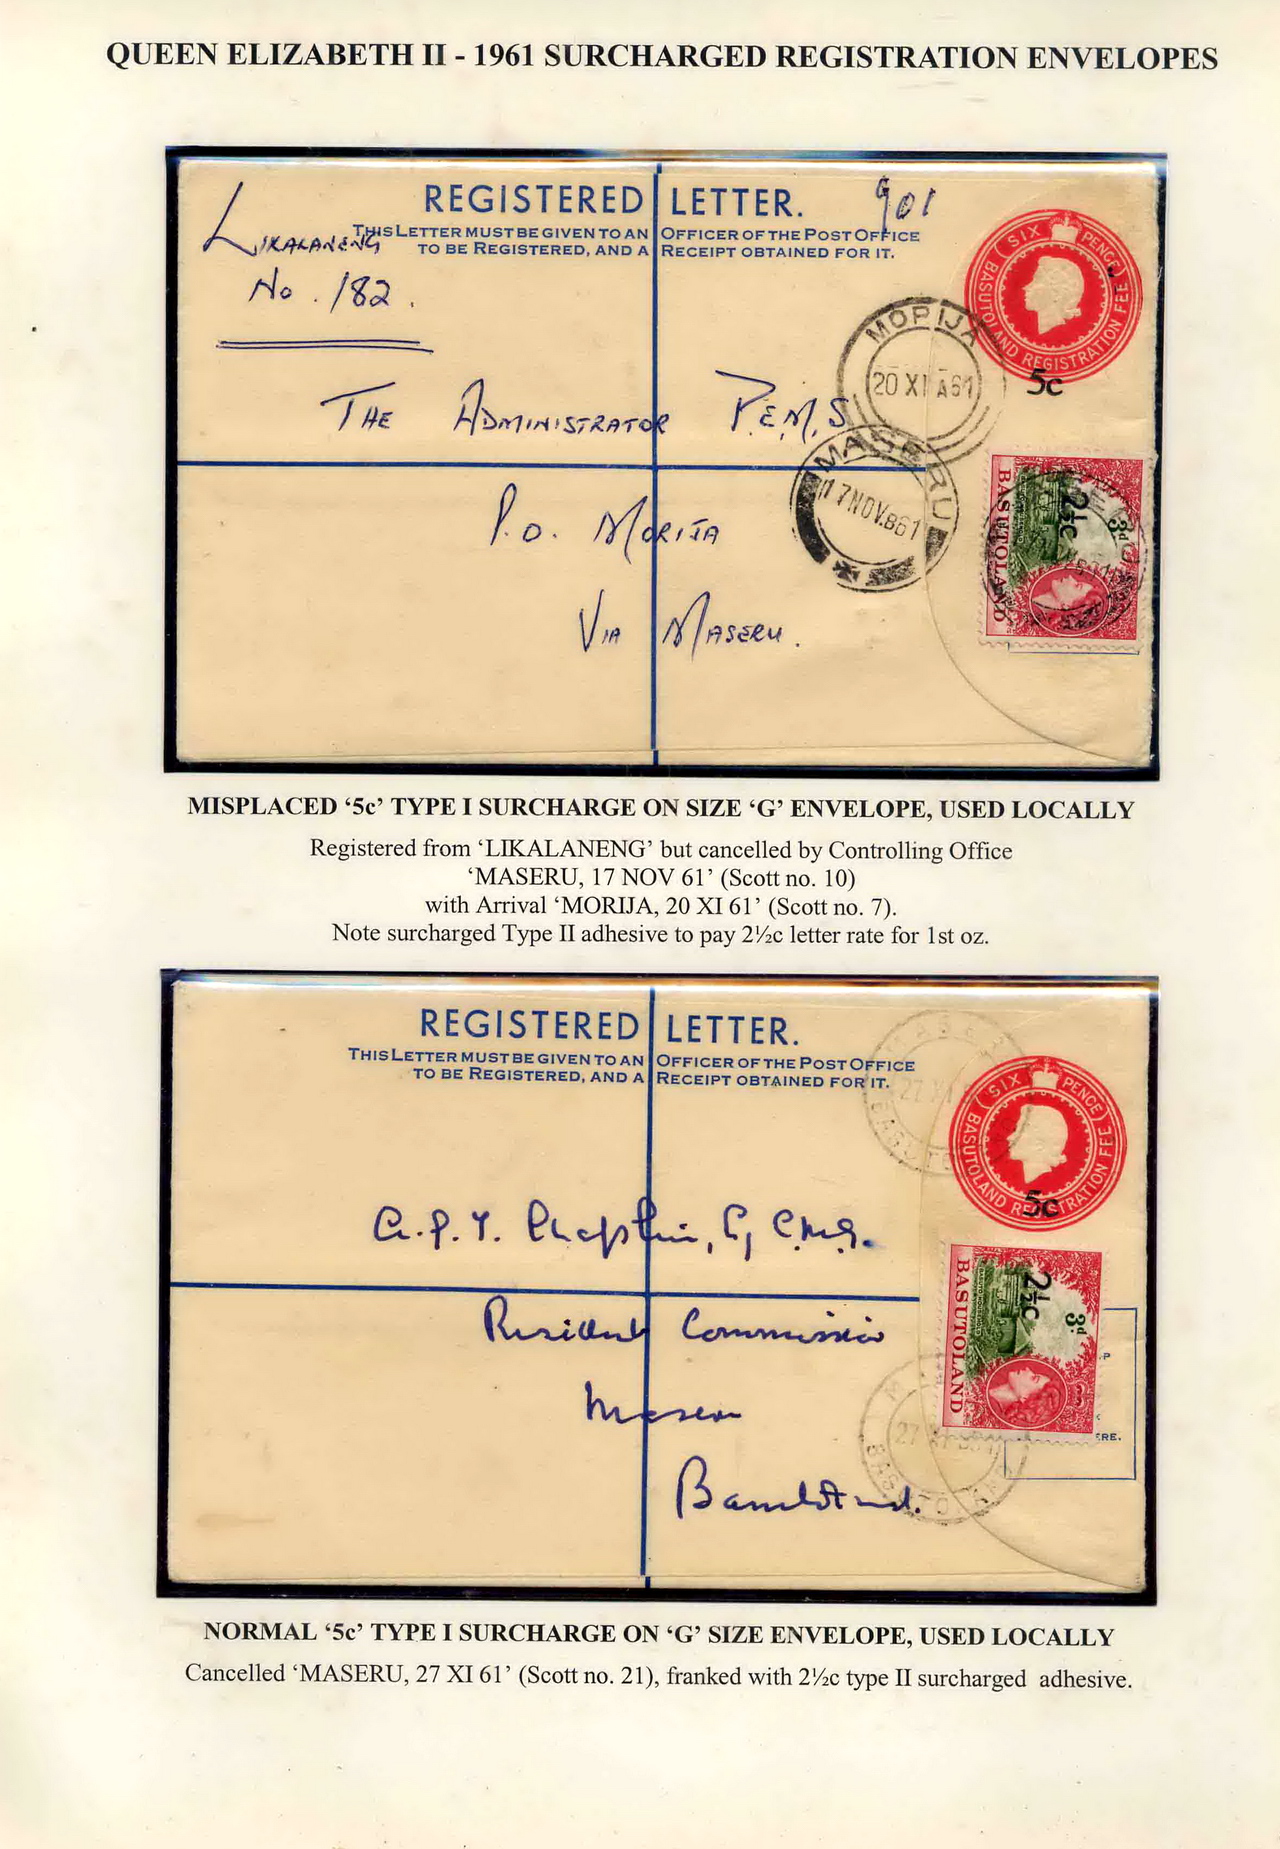 QUEEN ELIZABETH II - 1961 SURCHARGED REGISTRATION ENVELOPES
REGISTERED LETTER.
901
THIS LETTER MUST BE GIVEN TO AN OFFICER OF THE POST OFFICE
TO BE REGISTERED, AND A RECEIPT OBTAINED FOR IT.
LIKALANENG
No. 182.
SIX PENCE
BASUTOLAND REGISTRATION FEE
5c
MORIJA
20 XI A 61
THE ADMINISTRATOR P.E.M.S
MASERU
17 NOV. B 61
P.O. MORIJA
VIA MASERU.
BASUTOLAND
2½c
3d
MISPLACED ‘5c’ TYPE I SURCHARGE ON SIZE ‘G’ ENVELOPE, USED LOCALLY
Registered from ‘LIKALANENG’ but cancelled by Controlling Office
‘MASERU, 17 NOV 61’ (Scott no. 10)
with Arrival ‘MORIJA, 20 XI 61’ (Scott no. 7).
Note surcharged Type II adhesive to pay 2½c letter rate for 1st oz.
REGISTERED LETTER.
THIS LETTER MUST BE GIVEN TO AN OFFICER OF THE POST OFFICE
TO BE REGISTERED, AND A RECEIPT OBTAINED FOR IT.
MASER
27 XI
BASUTO
SIX PENCE
BASUTOLAND REGISTRATION FEE
5c
C.M.G.
Resident Commissio
Maseru
Basutoland.
BASUTOLAND
2½c
3d
27 XI
NORMAL ‘5c’ TYPE I SURCHARGE ON ‘G’ SIZE ENVELOPE, USED LOCALLY
Cancelled ‘MASERU, 27 XI 61’ (Scott no. 21), franked with 2½c type II surcharged adhesive.